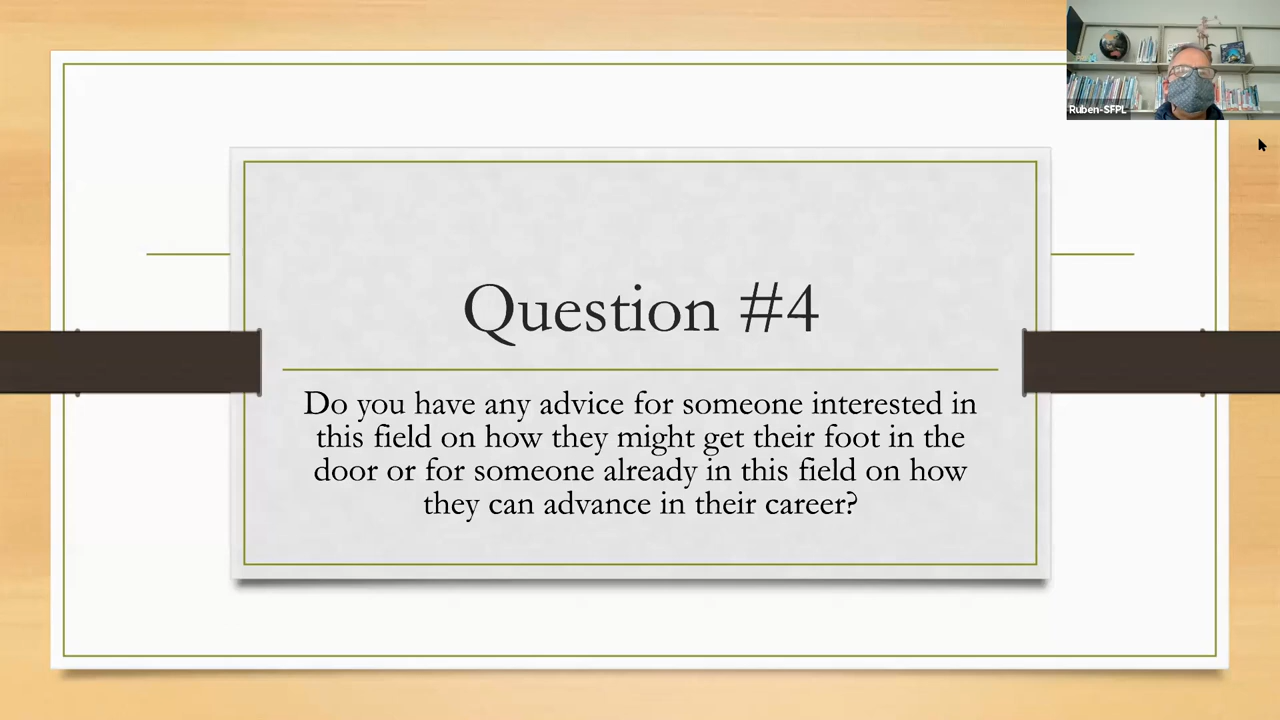 Ruben-SFPL
Question #4
Do you have any advice for someone interested in
this field on how they might get their foot in the
door or for someone already in this field on how
they can advance in their career?